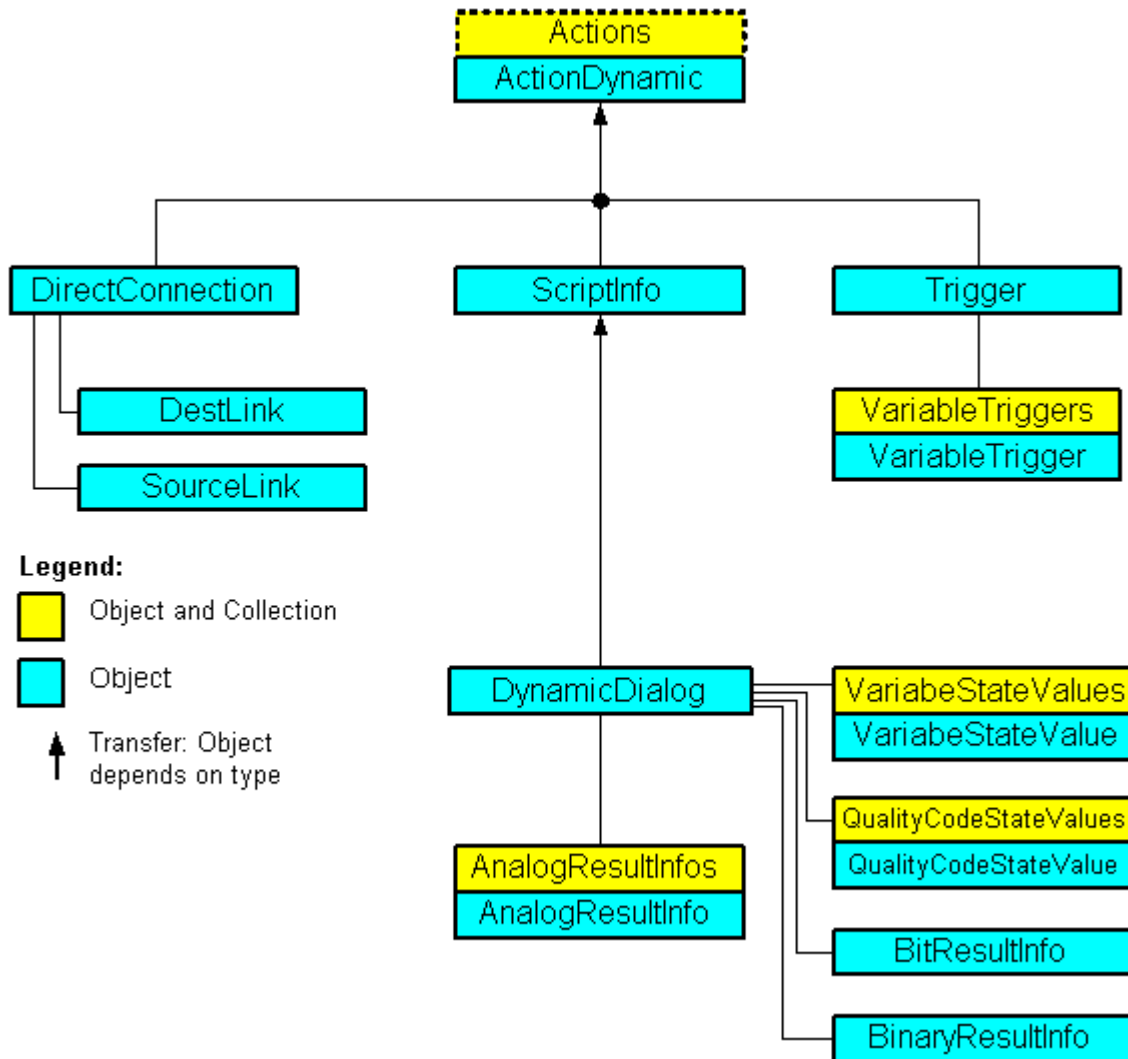 Actions
ActionDynamic
DirectConnection
ScriptInfo
Trigger
DestLink
SourceLink
VariableTriggers
VariableTrigger
Legend:
Object and Collection
Object
Transfer: Object
depends on type
DynamicDialog
VariabeStateValues
VariabeStateValue
QualityCodeStateValues
QualityCodeStateValue
AnalogResultInfos
AnalogResultInfo
BitResultInfo
BinaryResultInfo